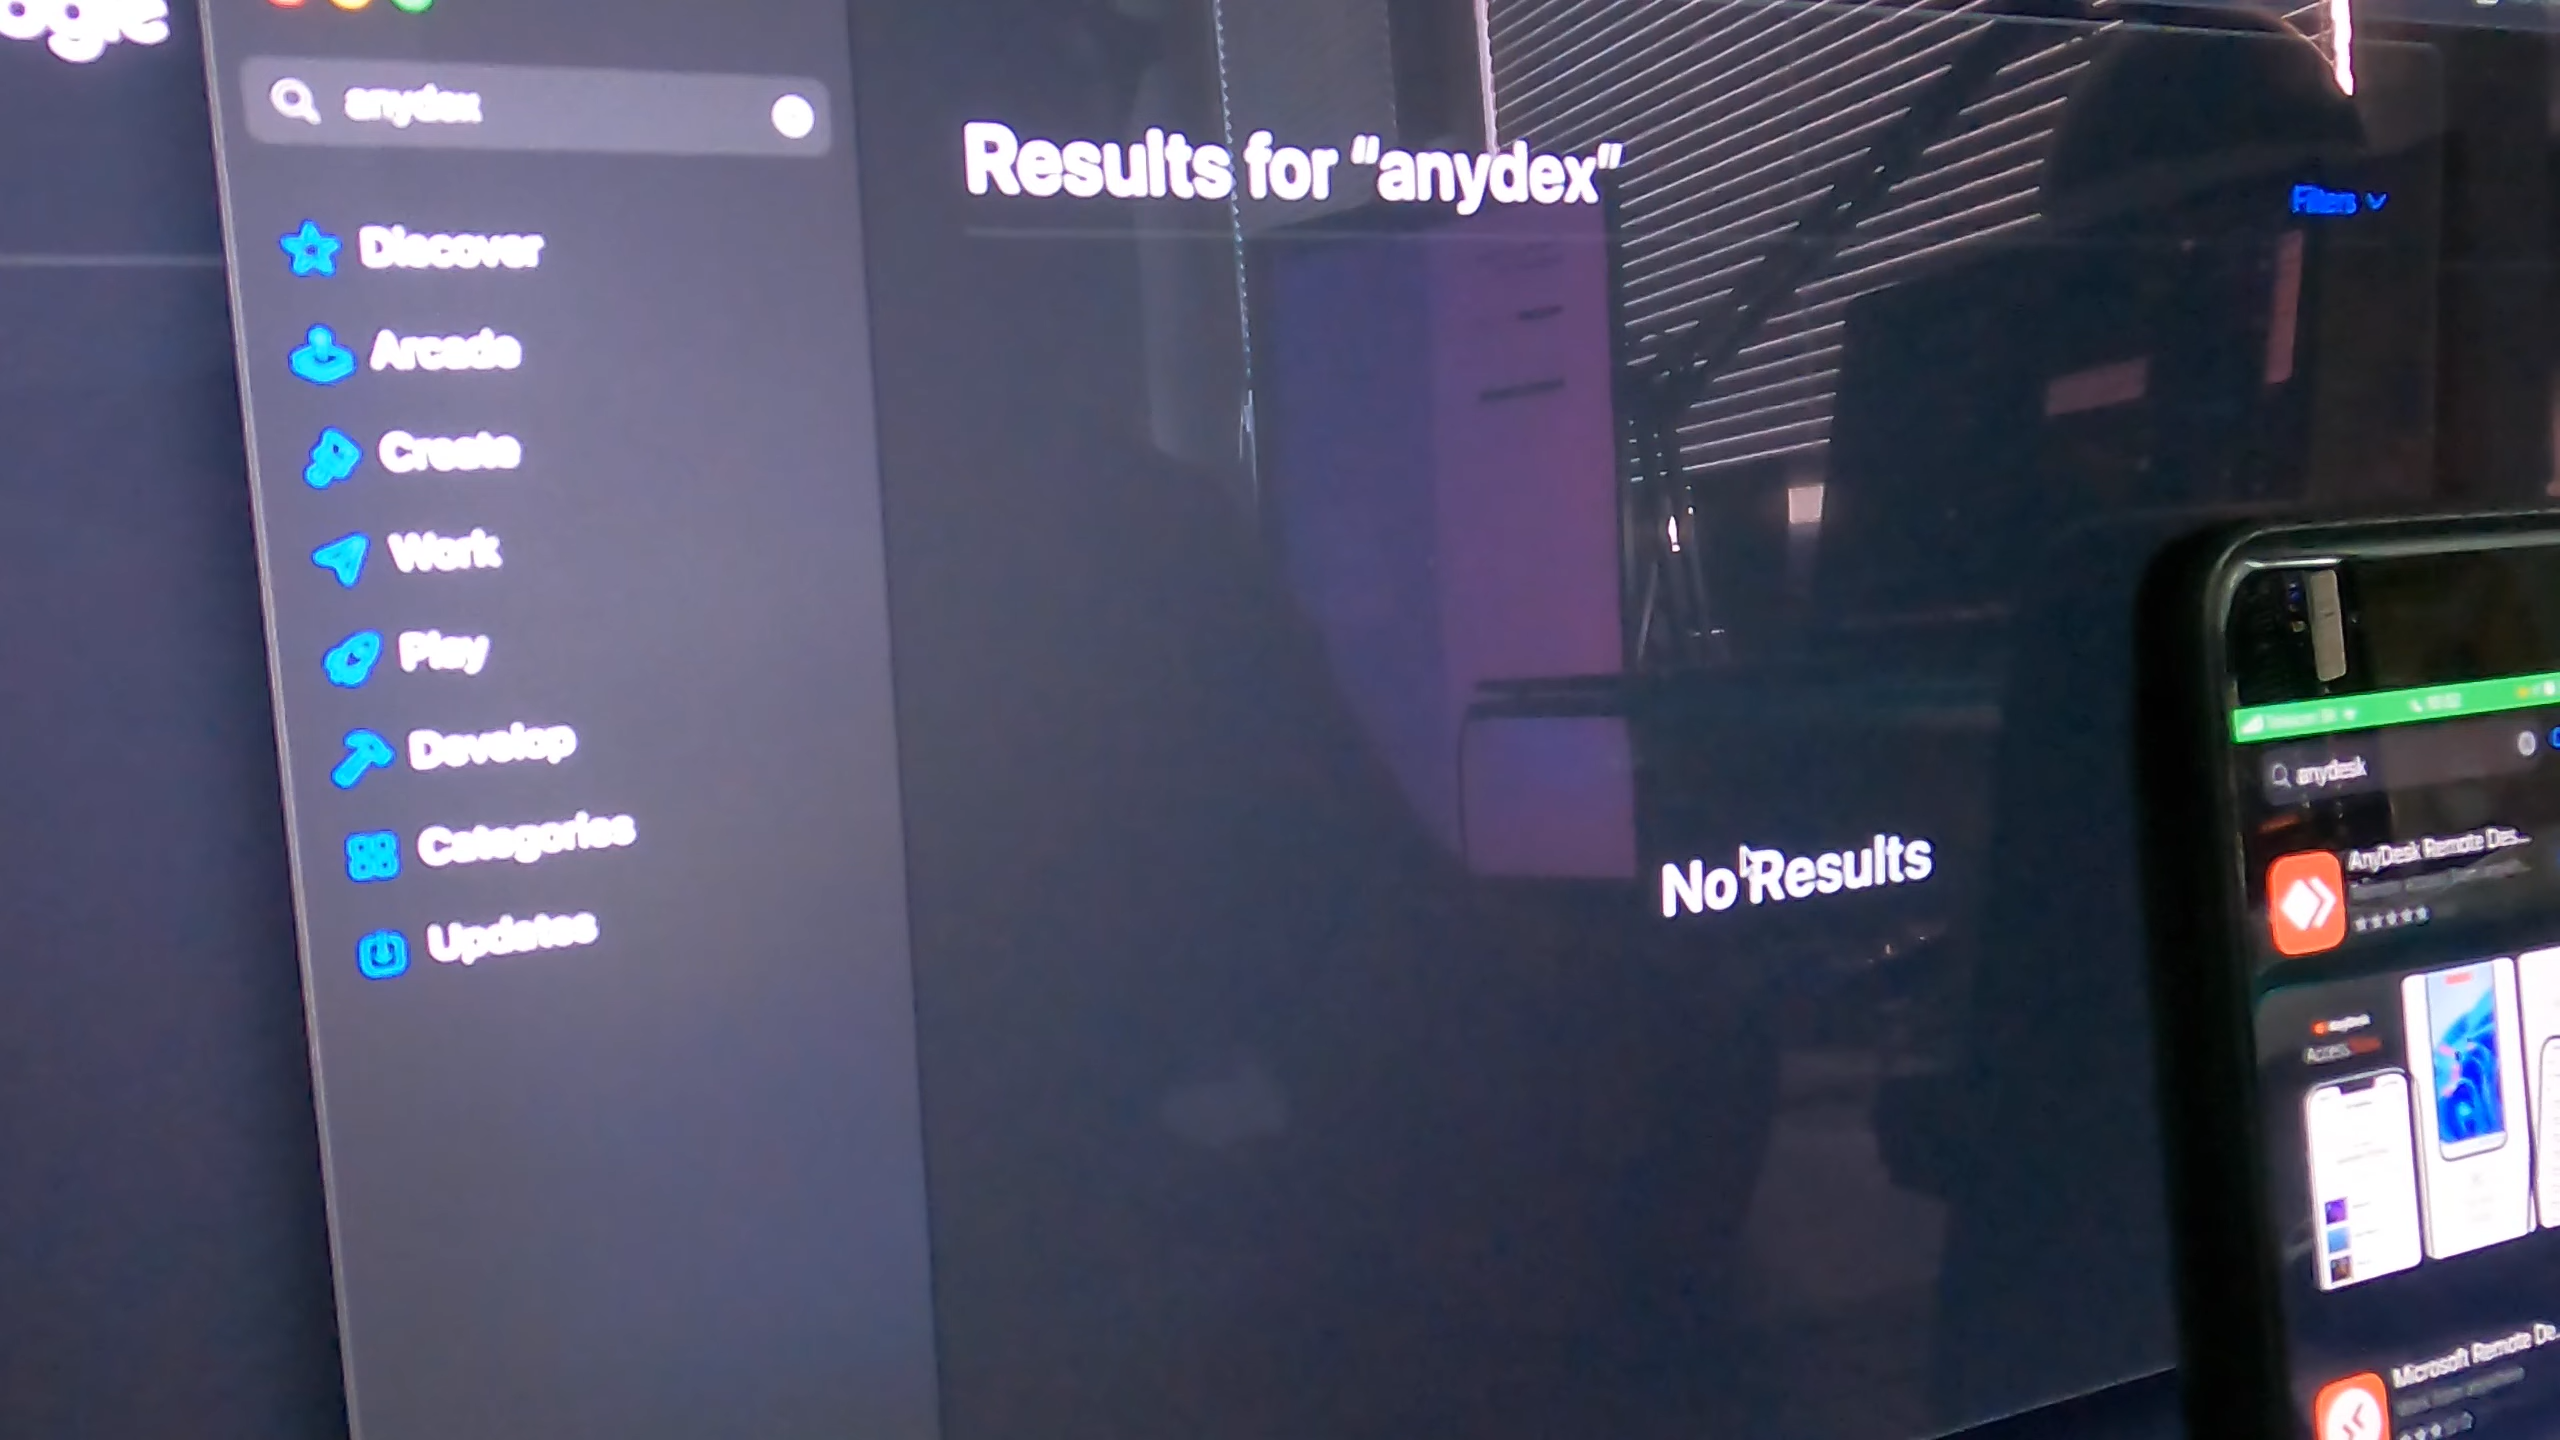 anydex
Discover
Arcade
Create
Work
Play
Develop
Categories
Updates
Results for “anydex”
Filters
No Results
anydesk
AnyDesk Remote Des...
Access
Microsoft Remote De...